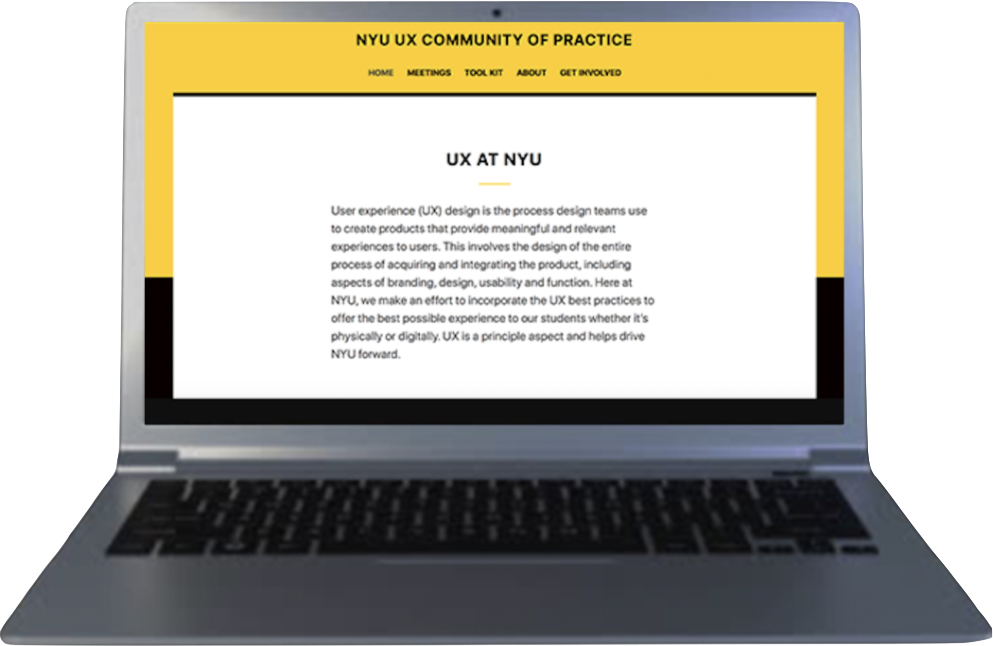 NYU UX COMMUNITY OF PRACTICE
HOME MEETINGS TOOL KIT ABOUT GET INVOLVED
UX AT NYU
User experience (UX) design is the process design teams use
to create products that provide meaningful and relevant
experiences to users. This involves the design of the entire
process of acquiring and integrating the product, including
aspects of branding, design, usability and function. Here at
NYU, we make an effort to incorporate the UX best practices to
offer the best possible experience to our students whether it's
physically or digitally. UX is a principle aspect and helps drive
NYU forward.